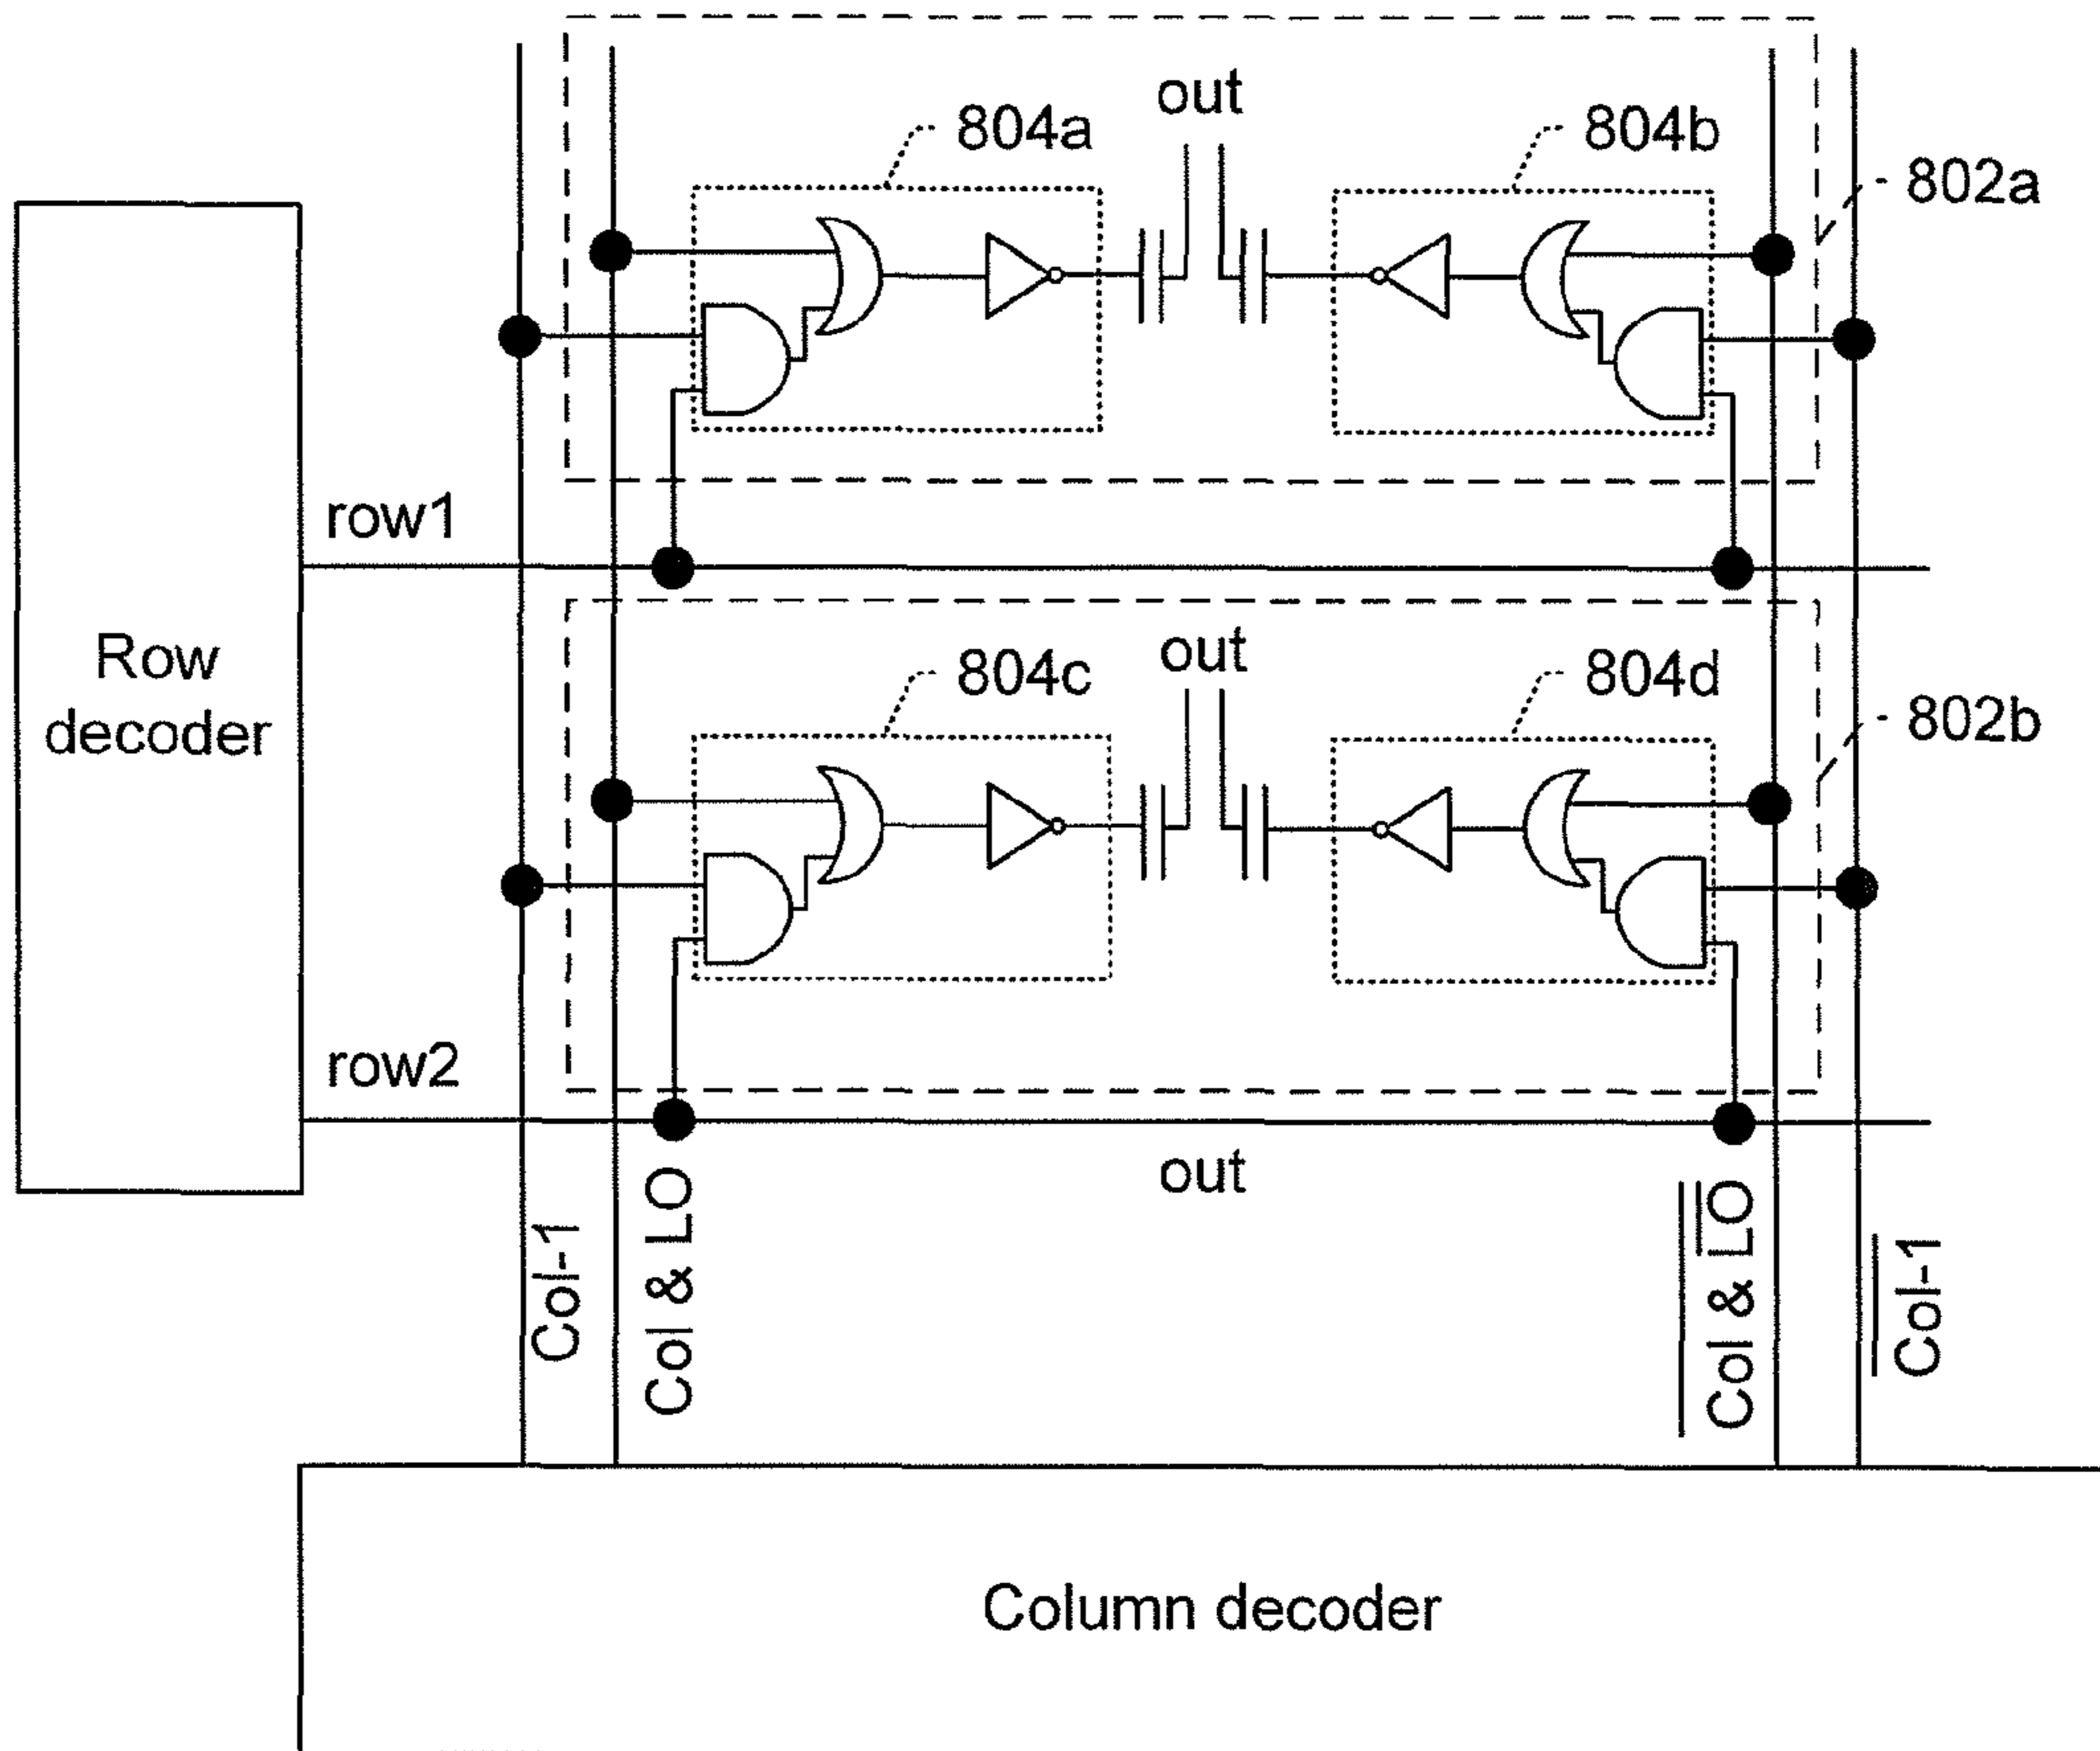 out
804a
804b
802a
row1
Row
decoder
out
804c
804d
802b
row2
out
Col-1
Col & LO
Col & LO
Col-1
Column decoder